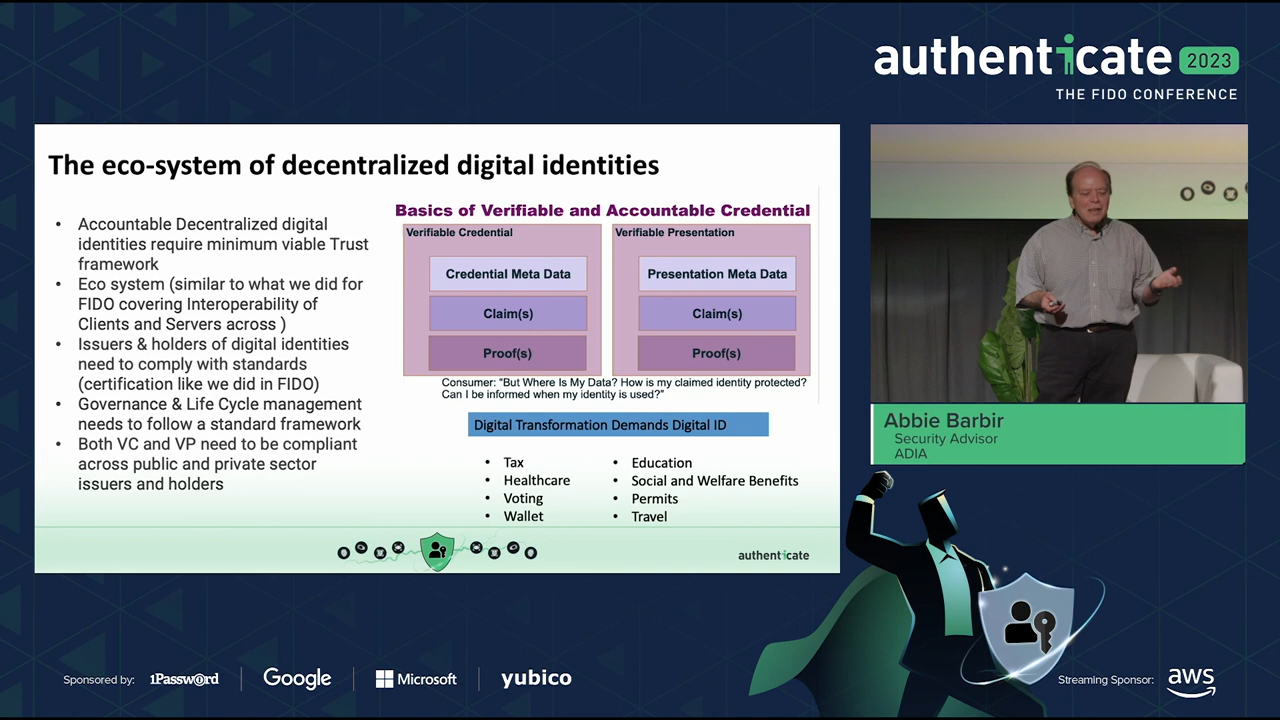 authenticate 2023
THE FIDO CONFERENCE
The eco-system of decentralized digital identities
• Accountable Decentralized digital
identities require minimum viable Trust
framework
• Eco system (similar to what we did for
FIDO covering Interoperability of
Clients and Servers across )
• Issuers & holders of digital identities
need to comply with standards
(certification like we did in FIDO)
• Governance & Life Cycle management
needs to follow a standard framework
• Both VC and VP need to be compliant
across public and private sector
issuers and holders
Basics of Verifiable and Accountable Credential
Verifiable Credential
Credential Meta Data
Claim(s)
Proof(s)
Verifiable Presentation
Presentation Meta Data
Claim(s)
Proof(s)
Consumer: "But Where Is My Data? How is my claimed identity protected?
Can I be informed when my identity is used?"
Digital Transformation Demands Digital ID
• Tax
• Healthcare
• Voting
• Wallet
• Education
• Social and Welfare Benefits
• Permits
• Travel
authenticate
Abbie Barbir
Security Advisor
ADIA
Sponsored by:
1Password
Google
Microsoft
yubico
Streaming Sponsor:
aws